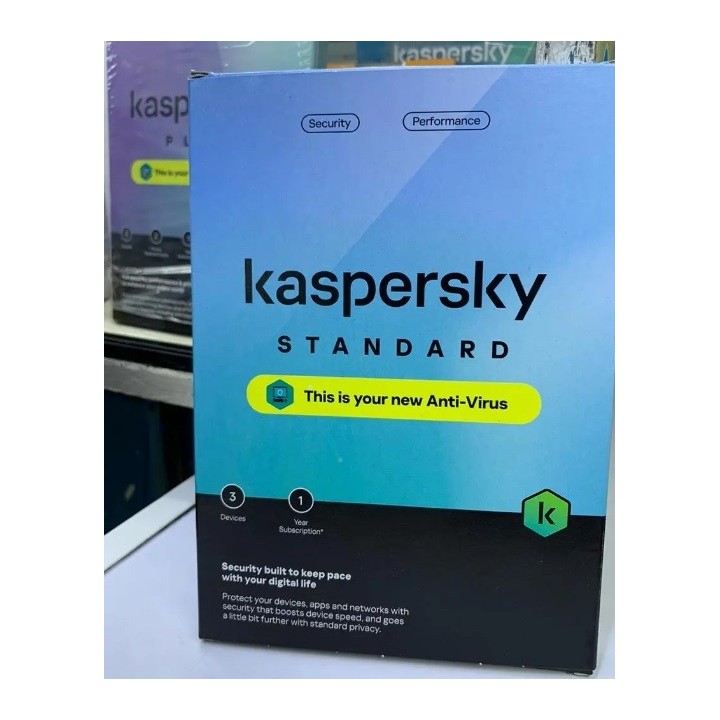 kaspersky
kasp
P L
This is your
Security
Performance
kaspersky
STANDARD
This is your new Anti-Virus
3
Devices
1
Year
Subscription*
k
Security built to keep pace
with your digital life
Protect your devices, apps and networks with
security that boosts device speed, and goes
a little bit further with standard privacy.